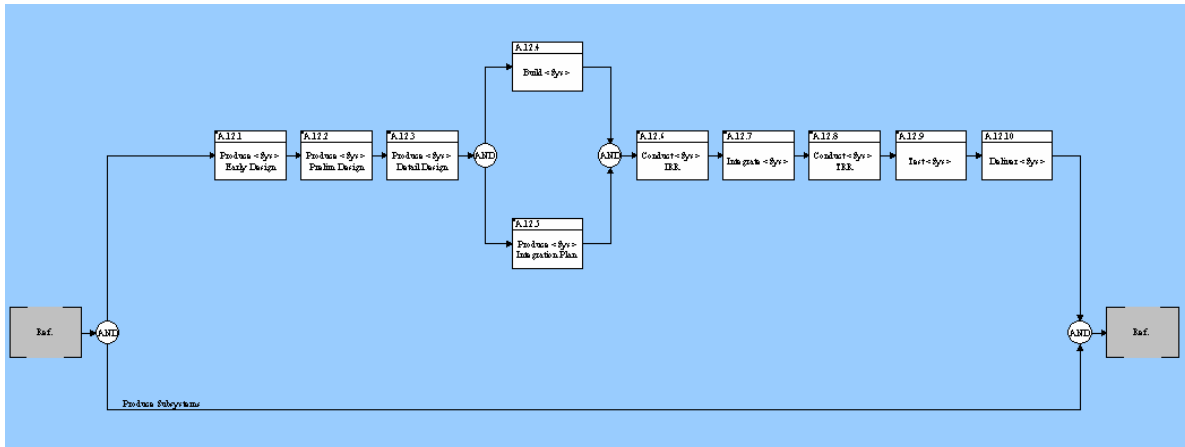 A.12.4
Build <Sys>
A.12.1
Produce <Sys>
Early Design
A.12.2
Produce <Sys>
Prelim Design
A.12.3
Produce <Sys>
Detail Design
AND
AND
A.12.6
Conduct <Sys>
IRR
A.12.7
Integrate <Sys>
A.12.8
Conduct <Sys>
TRR
A.12.9
Test <Sys>
A.12.10
Deliver <Sys>
A.12.5
Produce <Sys>
Integration Plan
Ref.
AND
AND
Ref.
Produce Subsystems